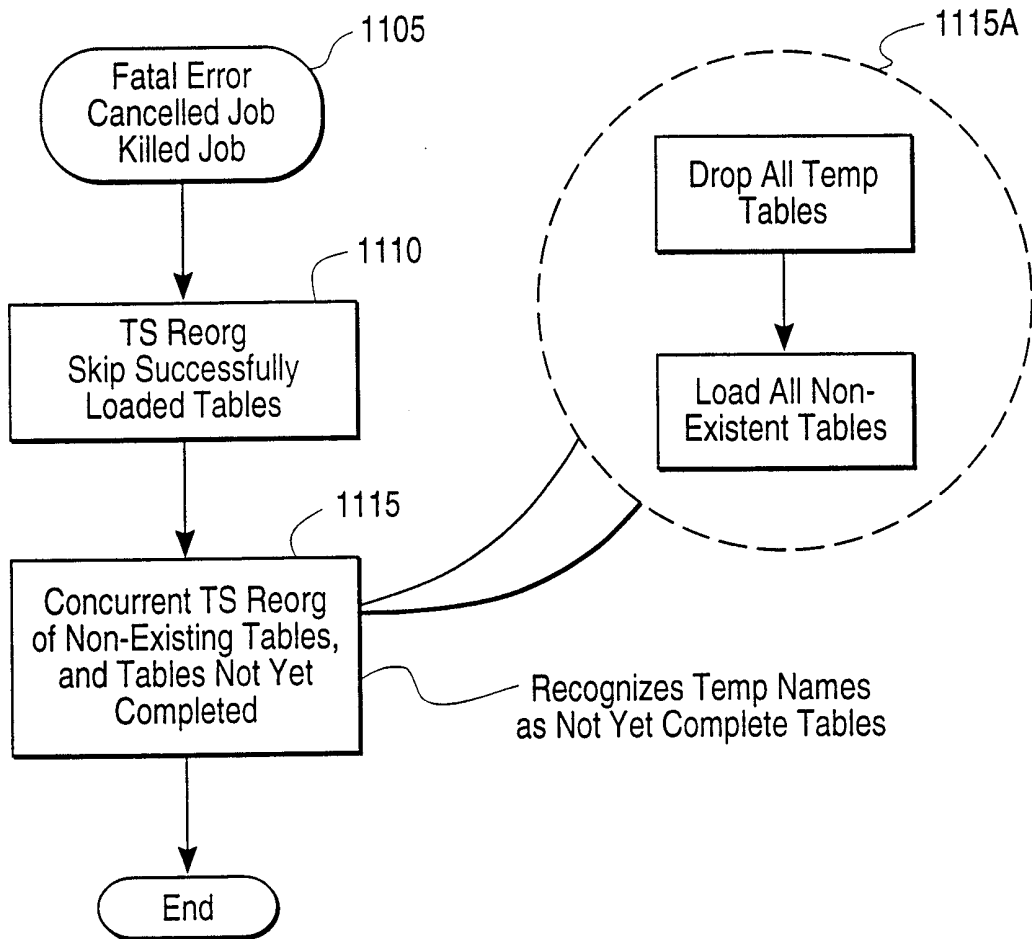 1105
Fatal Error
Cancelled Job
Killed Job
1110
TS Reorg
Skip Successfully
Loaded Tables
1115
Concurrent TS Reorg
of Non-Existing Tables,
and Tables Not Yet
Completed
Recognizes Temp Names
as Not Yet Complete Tables
End
1115A
Drop All Temp
Tables
Load All Non-
Existent Tables